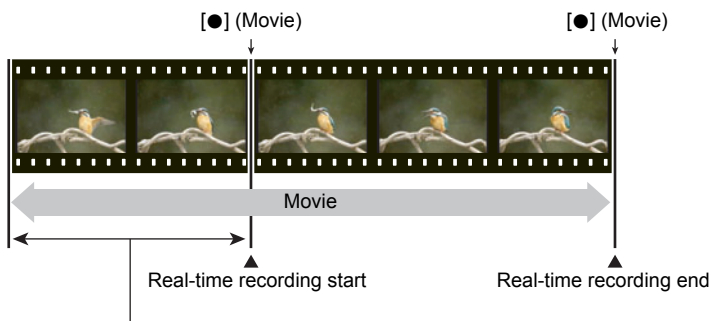 [●] (Movie) [●] (Movie)
Movie
Real-time recording start Real-time recording end